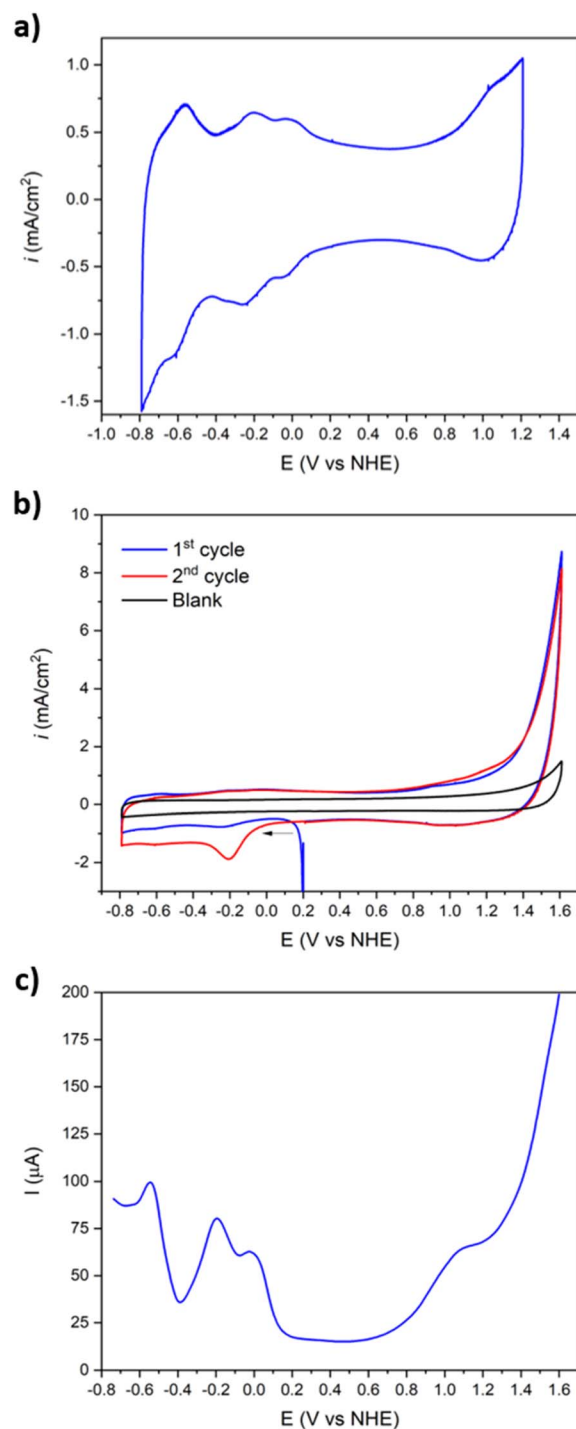 a)
1.0
0.5
0.0
-0.5
-1.0
-1.5
i (mA/cm²)
-1.0 -0.8 -0.6 -0.4 -0.2 0.0 0.2 0.4 0.6 0.8 1.0 1.2 1.4
E (V vs NHE)
b)
10
8
6
4
2
0
-2
i (mA/cm²)
1st cycle
2nd cycle
Blank
-0.8 -0.6 -0.4 -0.2 0.0 0.2 0.4 0.6 0.8 1.0 1.2 1.4 1.6
E (V vs NHE)
c)
200
175
150
125
100
75
50
25
0
I (μA)
-0.8 -0.6 -0.4 -0.2 0.0 0.2 0.4 0.6 0.8 1.0 1.2 1.4 1.6
E (V vs NHE)